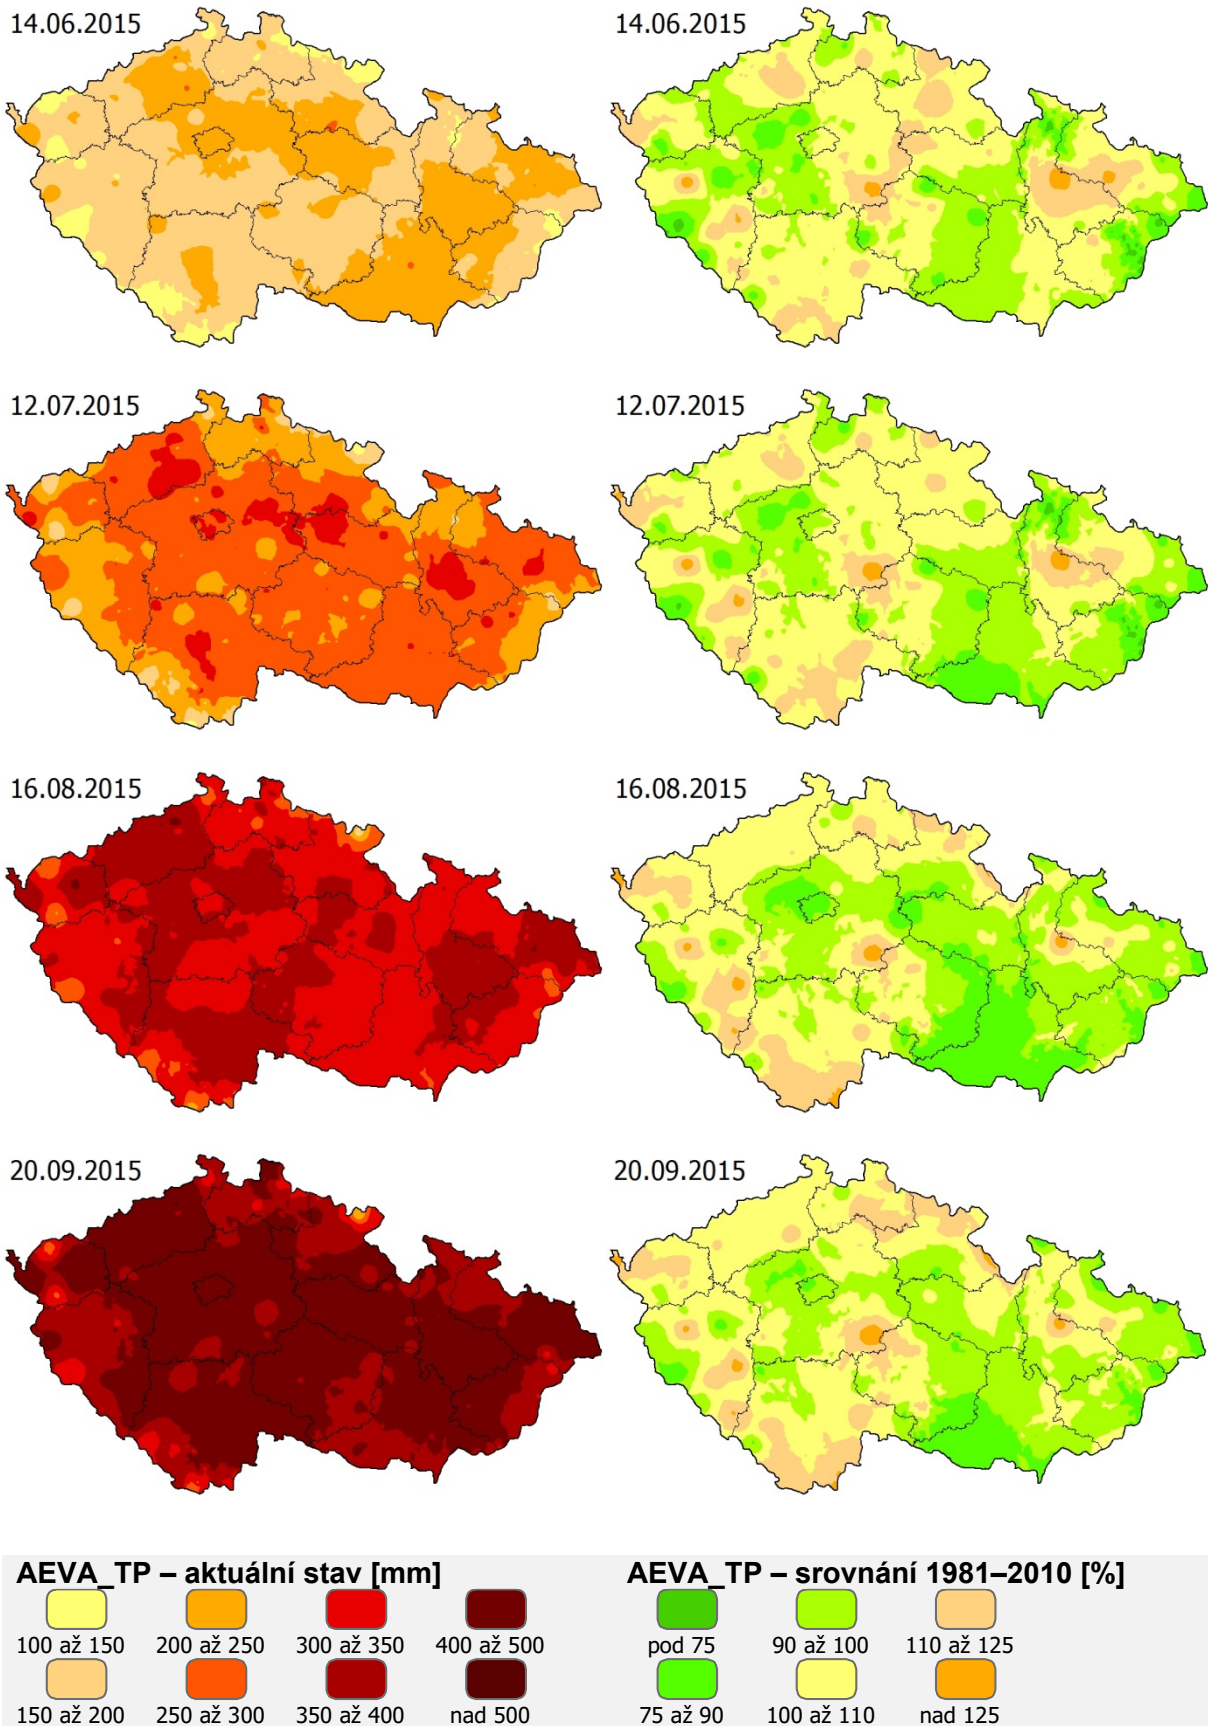 14.06.2015
14.06.2015
12.07.2015
12.07.2015
16.08.2015
16.08.2015
20.09.2015
20.09.2015
AEVA_TP – aktuální stav [mm]
100 až 150
200 až 250
300 až 350
400 až 500
150 až 200
250 až 300
350 až 400
nad 500
AEVA_TP – srovnání 1981–2010 [%]
pod 75
90 až 100
110 až 125
75 až 90
100 až 110
nad 125